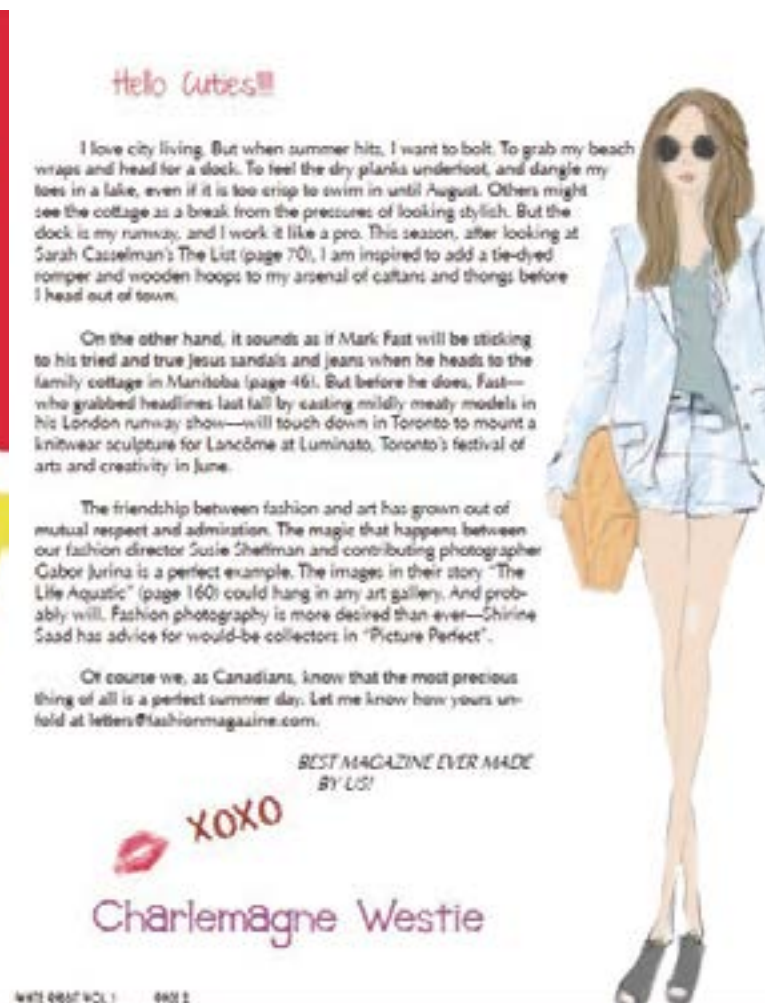 Hello Cuties!!!!
I love city living. But when summer hits, I want to bolt. To grab my beach
wraps and head for a dock. To feel the dry planks underfoot, and dangle my
toes in a lake, even if it is too crisp to swim in until August. Others might
see the cottage as a break from the pressures of looking stylish. But the
dock is my runway, and I work it like a pro. This season, after looking at
Sarah Casselman's The List (page 70), I am inspired to add a tie-dyed
romper and wooden hoops to my arsenal of caftans and thongs before
I head out of town.
On the other hand, it sounds as if Mark Fast will be sticking
to his tried and true Jesus sandals and jeans when he heads to the
family cottage in Manitoba (page 46). But before he does, Fast—
who grabbed headlines last fall by casting mildly meaty models in
his London runway show—will touch down in Toronto to mount a
knitwear sculpture for Lancôme at Luminato, Toronto's festival of
arts and creativity in June.
The friendship between fashion and art has grown out of
mutual respect and admiration. The magic that happens between
our fashion director Susie Sheffman and contributing photographer
Gabor Jurina is a perfect example. The images in their story "The
Life Aquatic" (page 160) could hang in any art gallery. And prob-
ably will. Fashion photography is more desired than ever—Shirine
Saad has advice for would-be collectors in "Picture Perfect".
Of course we, as Canadians, know that the most precious
thing of all is a perfect summer day. Let me know how yours un-
fold at letters@fashionmagazine.com.
BEST MAGAZINE EVER MADE
BY US!
XOXO
Charlemagne Westie
VOL. 1 PAGE 2